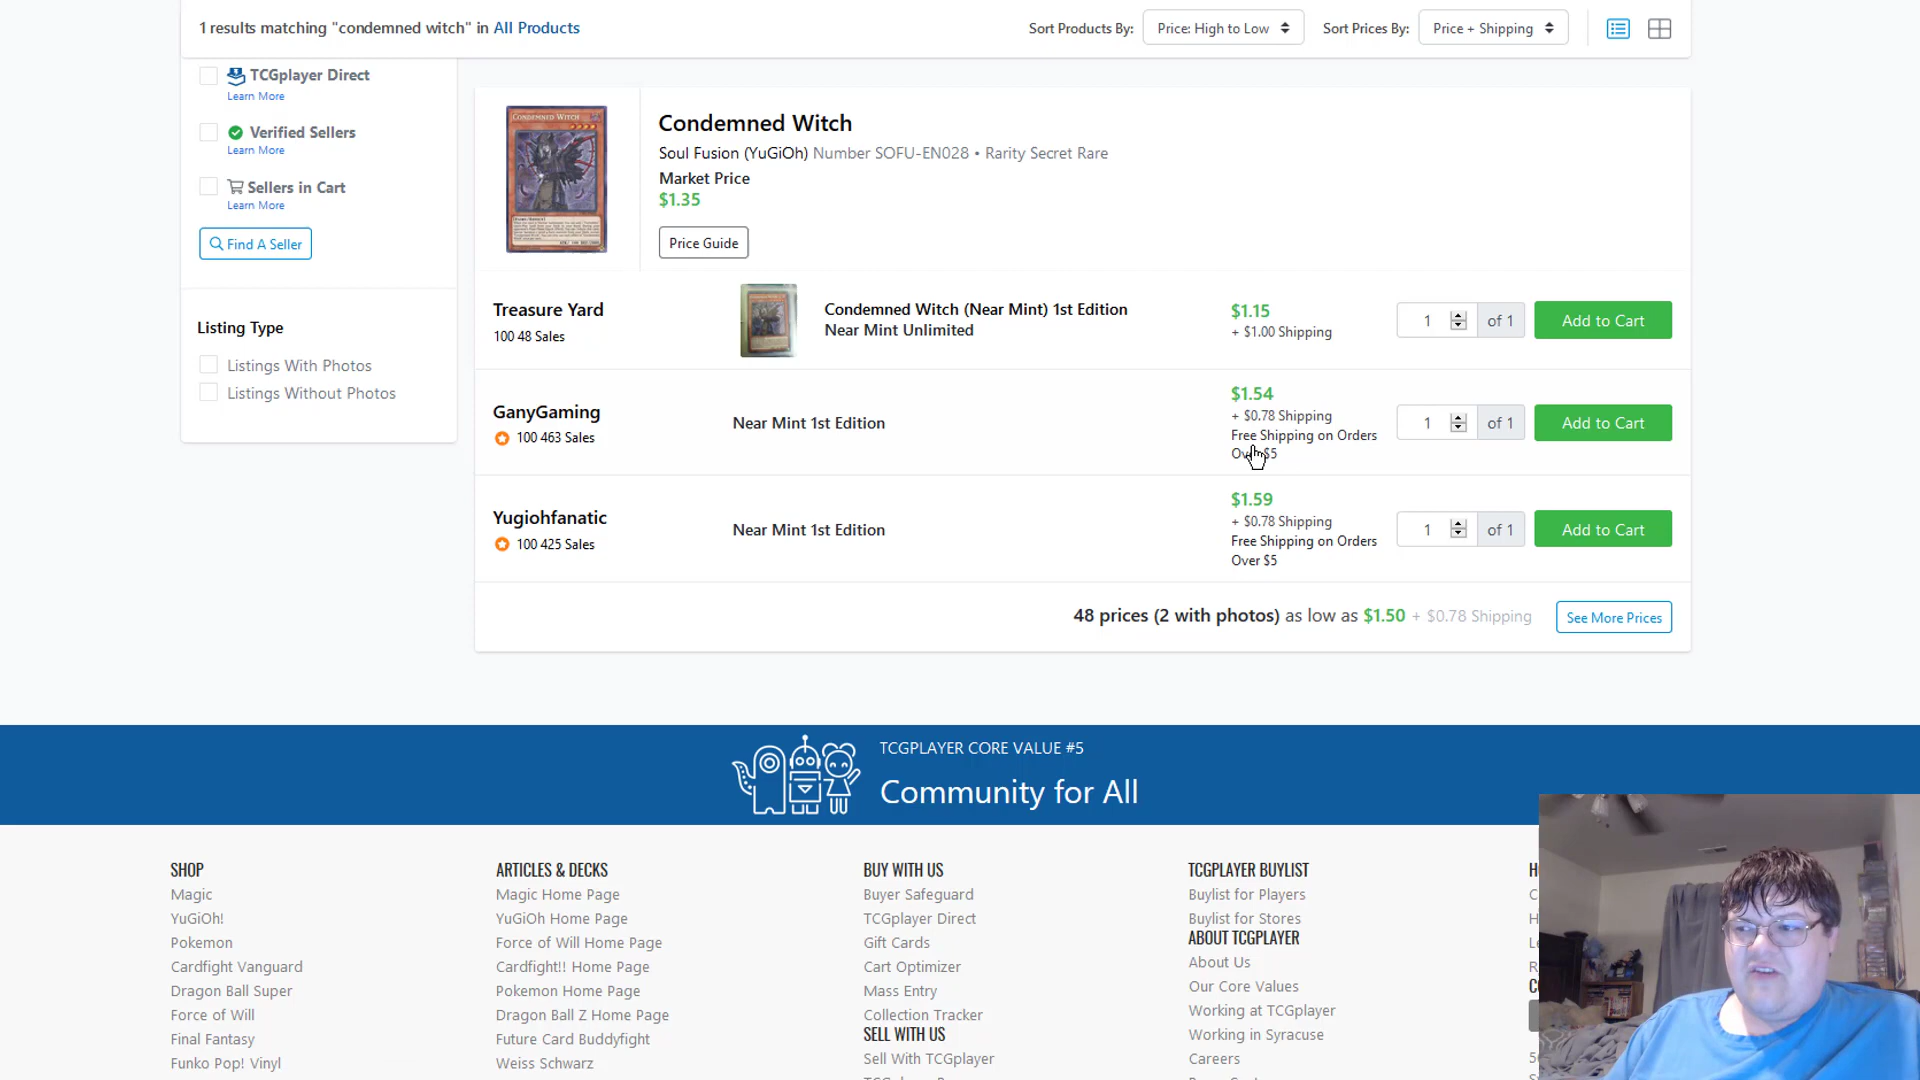 1 results matching "condemned witch" in All Products
Sort Products By: Price: High to Low
Sort Prices By: Price + Shipping
TCGplayer Direct
Learn More
Verified Sellers
Learn More
Sellers in Cart
Learn More
Find A Seller
Listing Type
Listings With Photos
Listings Without Photos
CONDEMNED WITCH
Condemned Witch
Soul Fusion (YuGiOh) Number SOFU-EN028 • Rarity Secret Rare
Market Price
$1.35
Price Guide
Treasure Yard
100 48 Sales
Condemned Witch (Near Mint) 1st Edition
Near Mint Unlimited
$1.15
+ $1.00 Shipping
1 of 1
Add to Cart
GanyGaming
100 463 Sales
Near Mint 1st Edition
$1.54
+ $0.78 Shipping
Free Shipping on Orders
$5
1 of 1
Add to Cart
Yugiohfanatic
100 425 Sales
Near Mint 1st Edition
$1.59
+ $0.78 Shipping
Free Shipping on Orders
Over $5
1 of 1
Add to Cart
48 prices (2 with photos) as low as $1.50 + $0.78 Shipping
See More Prices
TCGPLAYER CORE VALUE #5
Community for All
SHOP
Magic
YuGiOh!
Pokemon
Cardfight Vanguard
Dragon Ball Super
Force of Will
Final Fantasy
Funko Pop! Vinyl
ARTICLES & DECKS
Magic Home Page
YuGiOh Home Page
Force of Will Home Page
Cardfight!! Home Page
Pokemon Home Page
Dragon Ball Z Home Page
Future Card Buddyfight
Weiss Schwarz
BUY WITH US
Buyer Safeguard
TCGplayer Direct
Gift Cards
Cart Optimizer
Mass Entry
Collection Tracker
SELL WITH US
Sell With TCGplayer
TCGPLAYER BUYLIST
Buylist for Players
Buylist for Stores
ABOUT TCGPLAYER
About Us
Our Core Values
Working at TCGplayer
Working in Syracuse
Careers